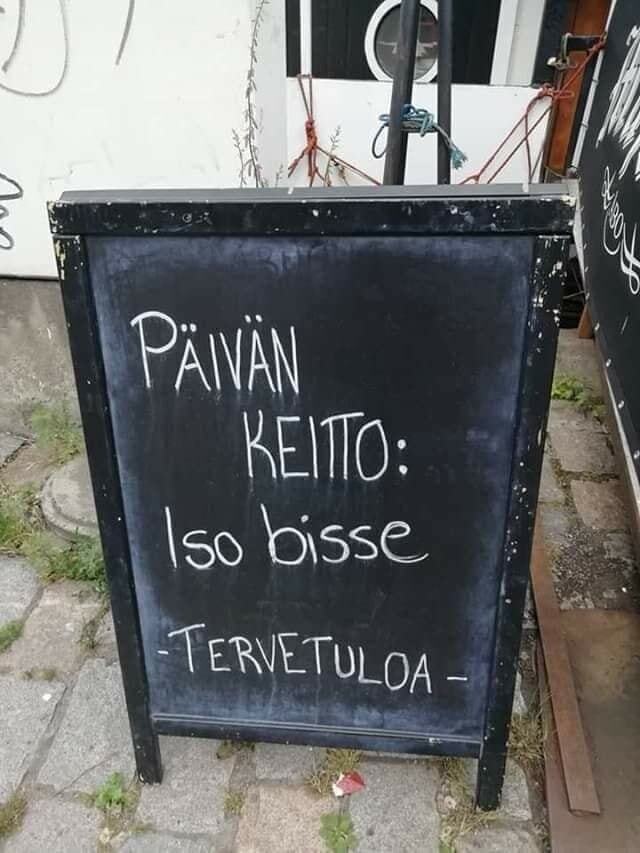 PÄIVÄN
KEITTO:
Iso bisse
-TERVETULOA-